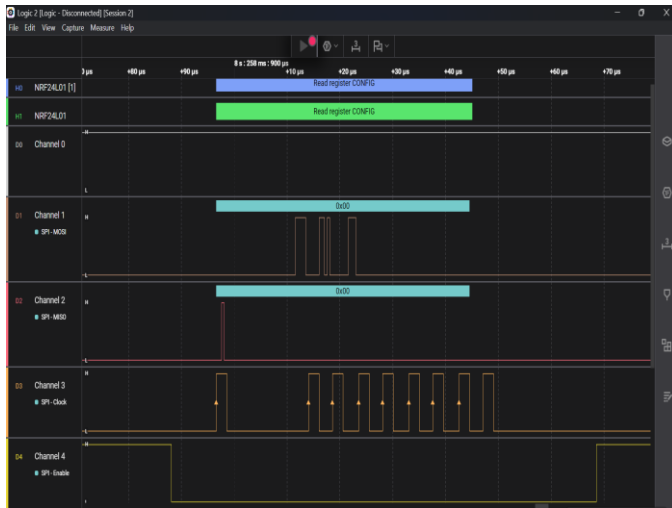 Logic 2 [Logic - Disconnected] [Session 2]
File Edit View Capture Measure Help
8 s : 258 ms : 900 µs
0 µs +80 µs +90 µs +10 µs +20 µs +30 µs +40 µs 0 µs +60 µs +70 µs
H0 NRF24L01 [1] Read register CONFIG
H1 NRF24L01 Read register CONFIG
D0 Channel 0
H
L
0x00
D1 Channel 1
H
SPI - MOSI
L
0x00
D2 Channel 2
H
SPI - MISO
L
H
D3 Channel 3
SPI - Clock
L
H
D4 Channel 4
SPI - Enable
L